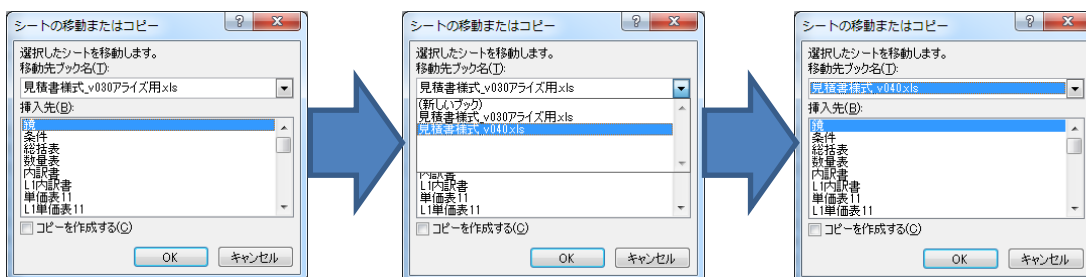 シートの移動またはコピー
選択したシートを移動します。
移動先ブック名(T):
見積書様式_v030アライズ用.xls
挿入先(B):
鏡
条件
総括表
数量表
内訳書
L1内訳書
単価表11
L1単価表11
コピーを作成する(C)
OK
キャンセル
シートの移動またはコピー
選択したシートを移動します。
移動先ブック名(T):
見積書様式_v030アライズ用.xls
(新しいブック)
見積書様式_v030アライズ用.xls
見積書様式_v040.xls
内訳書
L1内訳書
単価表11
L1単価表11
コピーを作成する(C)
OK
キャンセル
シートの移動またはコピー
選択したシートを移動します。
移動先ブック名(T):
見積書様式_v040.xls
挿入先(B):
鏡
条件
総括表
数量表
内訳書
L1内訳書
単価表11
L1単価表11
コピーを作成する(C)
OK
キャンセル